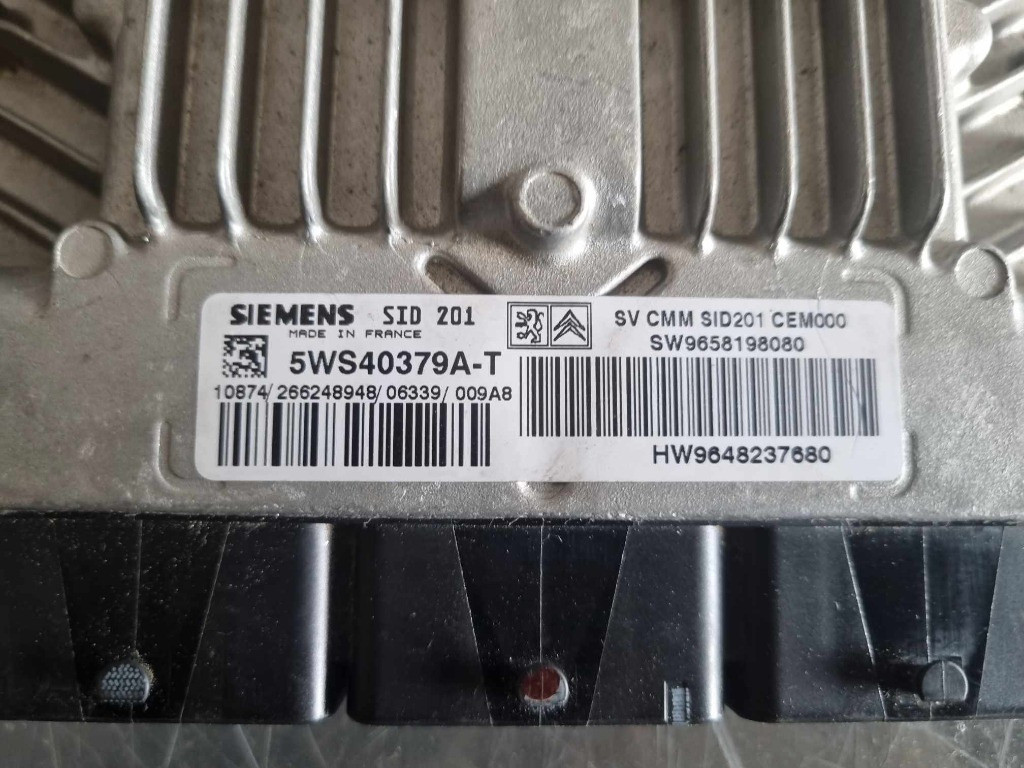 SIEMENS SID 201
MADE IN FRANCE
5WS40379A-T
10874/266248948/06339/009A8
SV CMM SID201 CEM000
SW9658198080
HW9648237680